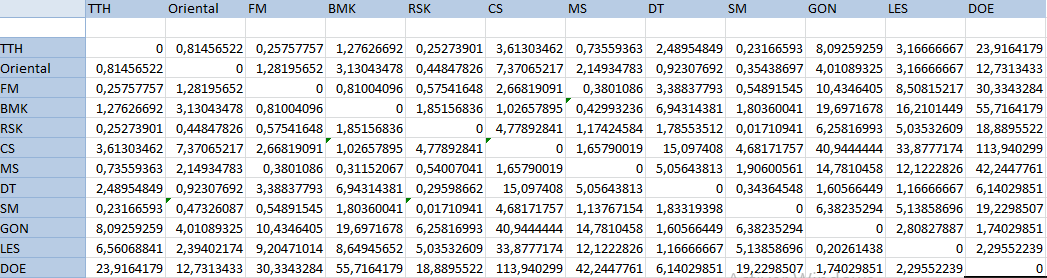 TTH Oriental FM BMK RSK CS MS DT SM GON LES DOE
TTH 0 0,81456522 0,25757757 1,27626692 0,25273901 3,61303462 0,73559363 2,48954849 0,23166593 8,09259259 3,16666667 23,9164179
Oriental 0,81456522 0 1,28195652 3,13043478 0,44847826 7,37065217 2,14934783 0,92307692 0,35438697 4,01089325 3,16666667 12,7313433
FM 0,25757757 1,28195652 0 0,81004096 0,57541648 2,66819091 0,3801086 3,38837793 0,54891545 10,4346405 8,50815217 30,3343284
BMK 1,27626692 3,13043478 0,81004096 0 1,85156836 1,02657895 0,42993236 6,94314381 1,80360041 19,6971678 16,2101449 55,7164179
RSK 0,25273901 0,44847826 0,57541648 1,85156836 0 4,77892841 1,17424584 1,78553512 0,01710941 6,25816993 5,03532609 18,8895522
CS 3,61303462 7,37065217 2,66819091 1,02657895 4,77892841 0 1,65790019 15,097408 4,68171757 40,9444444 33,8777174 113,940299
MS 0,73559363 2,14934783 0,3801086 0,31152067 0,54007041 1,65790019 0 5,05643813 1,90600561 14,7810458 12,1222826 42,2447761
DT 2,48954849 0,92307692 3,38837793 6,94314381 0,29598662 15,097408 5,05643813 0 0,34364548 1,60566449 1,16666667 6,14029851
SM 0,23166593 0,47326087 0,54891545 1,80360041 0,01710941 4,68171757 1,13767154 1,83319398 0 6,38235294 5,13858696 19,2298507
GON 8,09259259 4,01089325 10,4346405 19,6971678 6,25816993 40,9444444 14,7810458 1,60566449 6,38235294 0 2,80827887 1,74029851
LES 6,56068841 2,39402174 9,20471014 8,64945652 5,03532609 33,8777174 12,1222826 1,16666667 5,13858696 0,20261438 0 2,29552239
DOE 23,9164179 12,7313433 30,3343284 55,7164179 18,8895522 113,940299 42,2447761 6,14029851 19,2298507 1,74029851 2,29552239 0